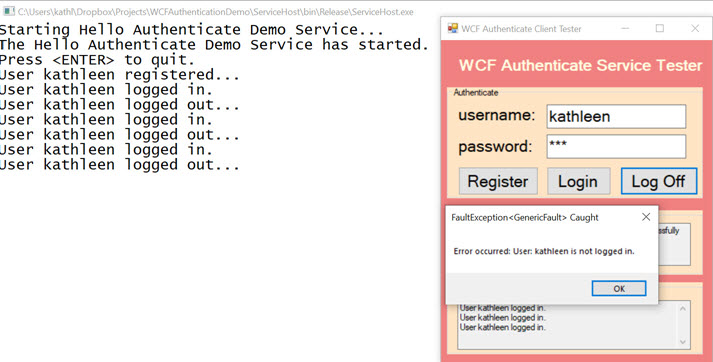 C:\Users\kathl\Dropbox\Projects\WCFAuthenticationDemo\ServiceHost\bin\Release\ServiceHost.exe
Starting Hello Authenticate Demo Service...
The Hello Authenticate Demo Service has started.
Press <ENTER> to quit.
User kathleen registered...
User kathleen logged in.
User kathleen logged out...
User kathleen logged in.
User kathleen logged out...
User kathleen logged in.
User kathleen logged out...
WCF Authenticate Client Tester
WCF Authenticate Service Tester
Authenticate
username: kathleen
password: ***
Register Login Log Off
FaultException<GenericFault> Caught
Error occurred: User: kathleen is not logged in.
OK
User kathleen logged in.
User kathleen logged in.
User kathleen logged in.